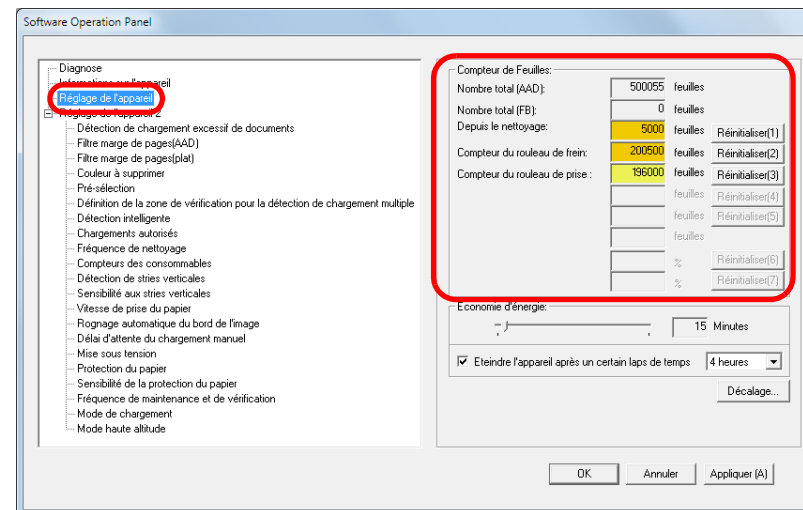 Software Operation Panel
Diagnose
Informations sur l'appareil
Réglage de l'appareil
Réglage de l'appareil 2
Détection de chargement excessif de documents
Filtre marge de pages(AAD)
Filtre marge de pages(plat)
Couleur à supprimer
Pré-sélection
Définition de la zone de vérification pour la détection de chargement multiple
Détection intelligente
Chargements autorisés
Fréquence de nettoyage
Compteurs des consommables
Détection de stries verticales
Sensibilité aux stries verticales
Vitesse de prise du papier
Rognage automatique du bord de l'image
Délai d'attente du chargement manuel
Mise sous tension
Protection du papier
Sensibilité de la protection du papier
Fréquence de maintenance et de vérification
Mode de chargement
Mode haute altitude
Compteur de Feuilles:
Nombre total (AAD): 500055 feuilles
Nombre total (FB): 0 feuilles
Depuis le nettoyage: 5000 feuilles Réinitialiser(1)
Compteur du rouleau de frein: 200500 feuilles Réinitialiser(2)
Compteur du rouleau de prise : 196000 feuilles Réinitialiser(3)
feuilles Réinitialiser(4)
feuilles Réinitialiser(5)
feuilles
% Réinitialiser(6)
% Réinitialiser(7)
Economie d'énergie:
15 Minutes
Eteindre l'appareil après un certain laps de temps 4 heures
Décalage...
OK Annuler Appliquer (A)